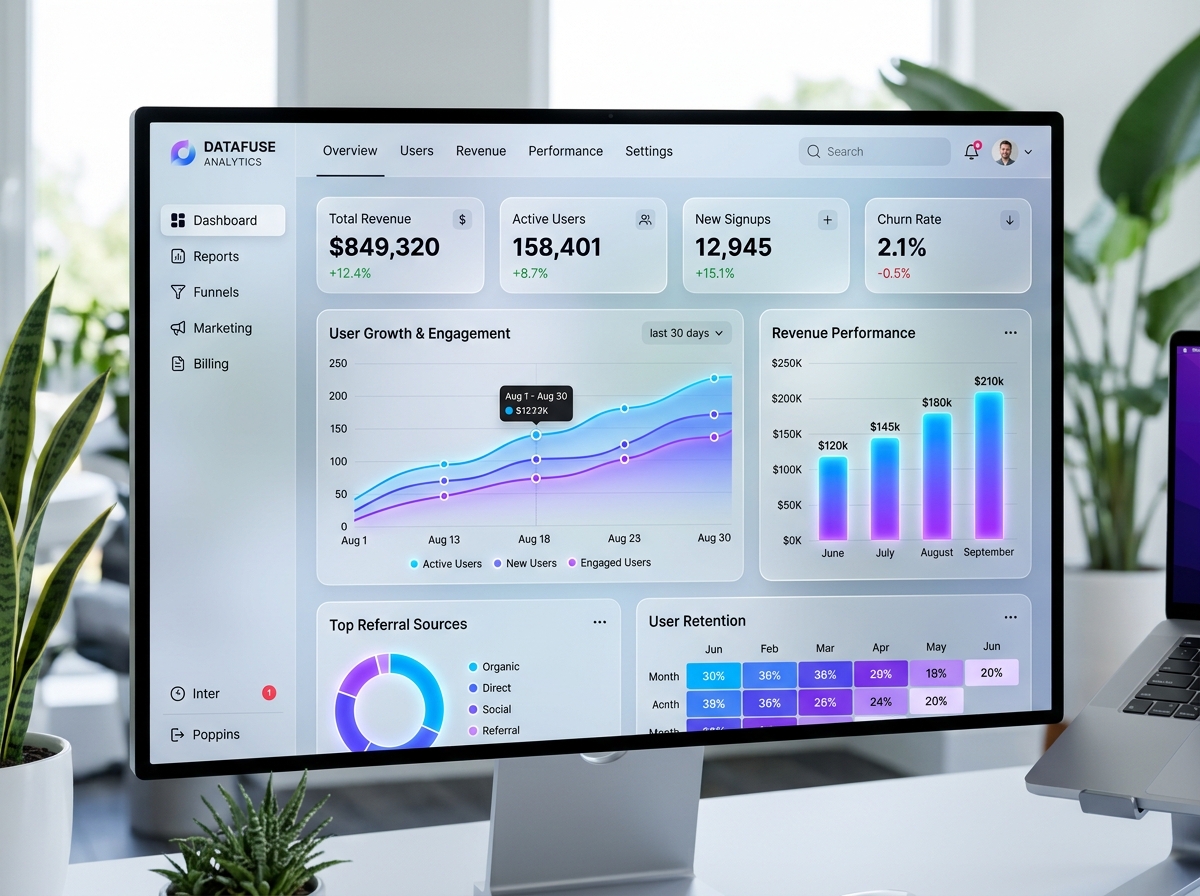 DATAFUSE
ANALYTICS
Overview
Users
Revenue
Performance
Settings
Search
Dashboard
Reports
Funnels
Marketing
Billing
Inter
1
Poppins
Total Revenue
$
$849,320
+12.4%
Active Users
158,401
+8.7%
New Signups
12,945
+15.1%
Churn Rate
2.1%
-0.5%
User Growth & Engagement
last 30 days
250
200
150
100
50
0
Aug 1 - Aug 30
Aug 1
Aug 13
Aug 18
Aug 23
Aug 30
Active Users
New Users
Engaged Users
Revenue Performance
$250K
$200K
$150K
$100K
$50K
$0K
$120k
$145k
$180k
$210k
June
July
August
September
Top Referral Sources
Organic
Direct
Social
Referral
User Retention
Jun Feb Mar Apr May Jun
Month 30% 36% 36% 29% 18% 20%
Acnth 38% 36% 26% 24% 20%
Month